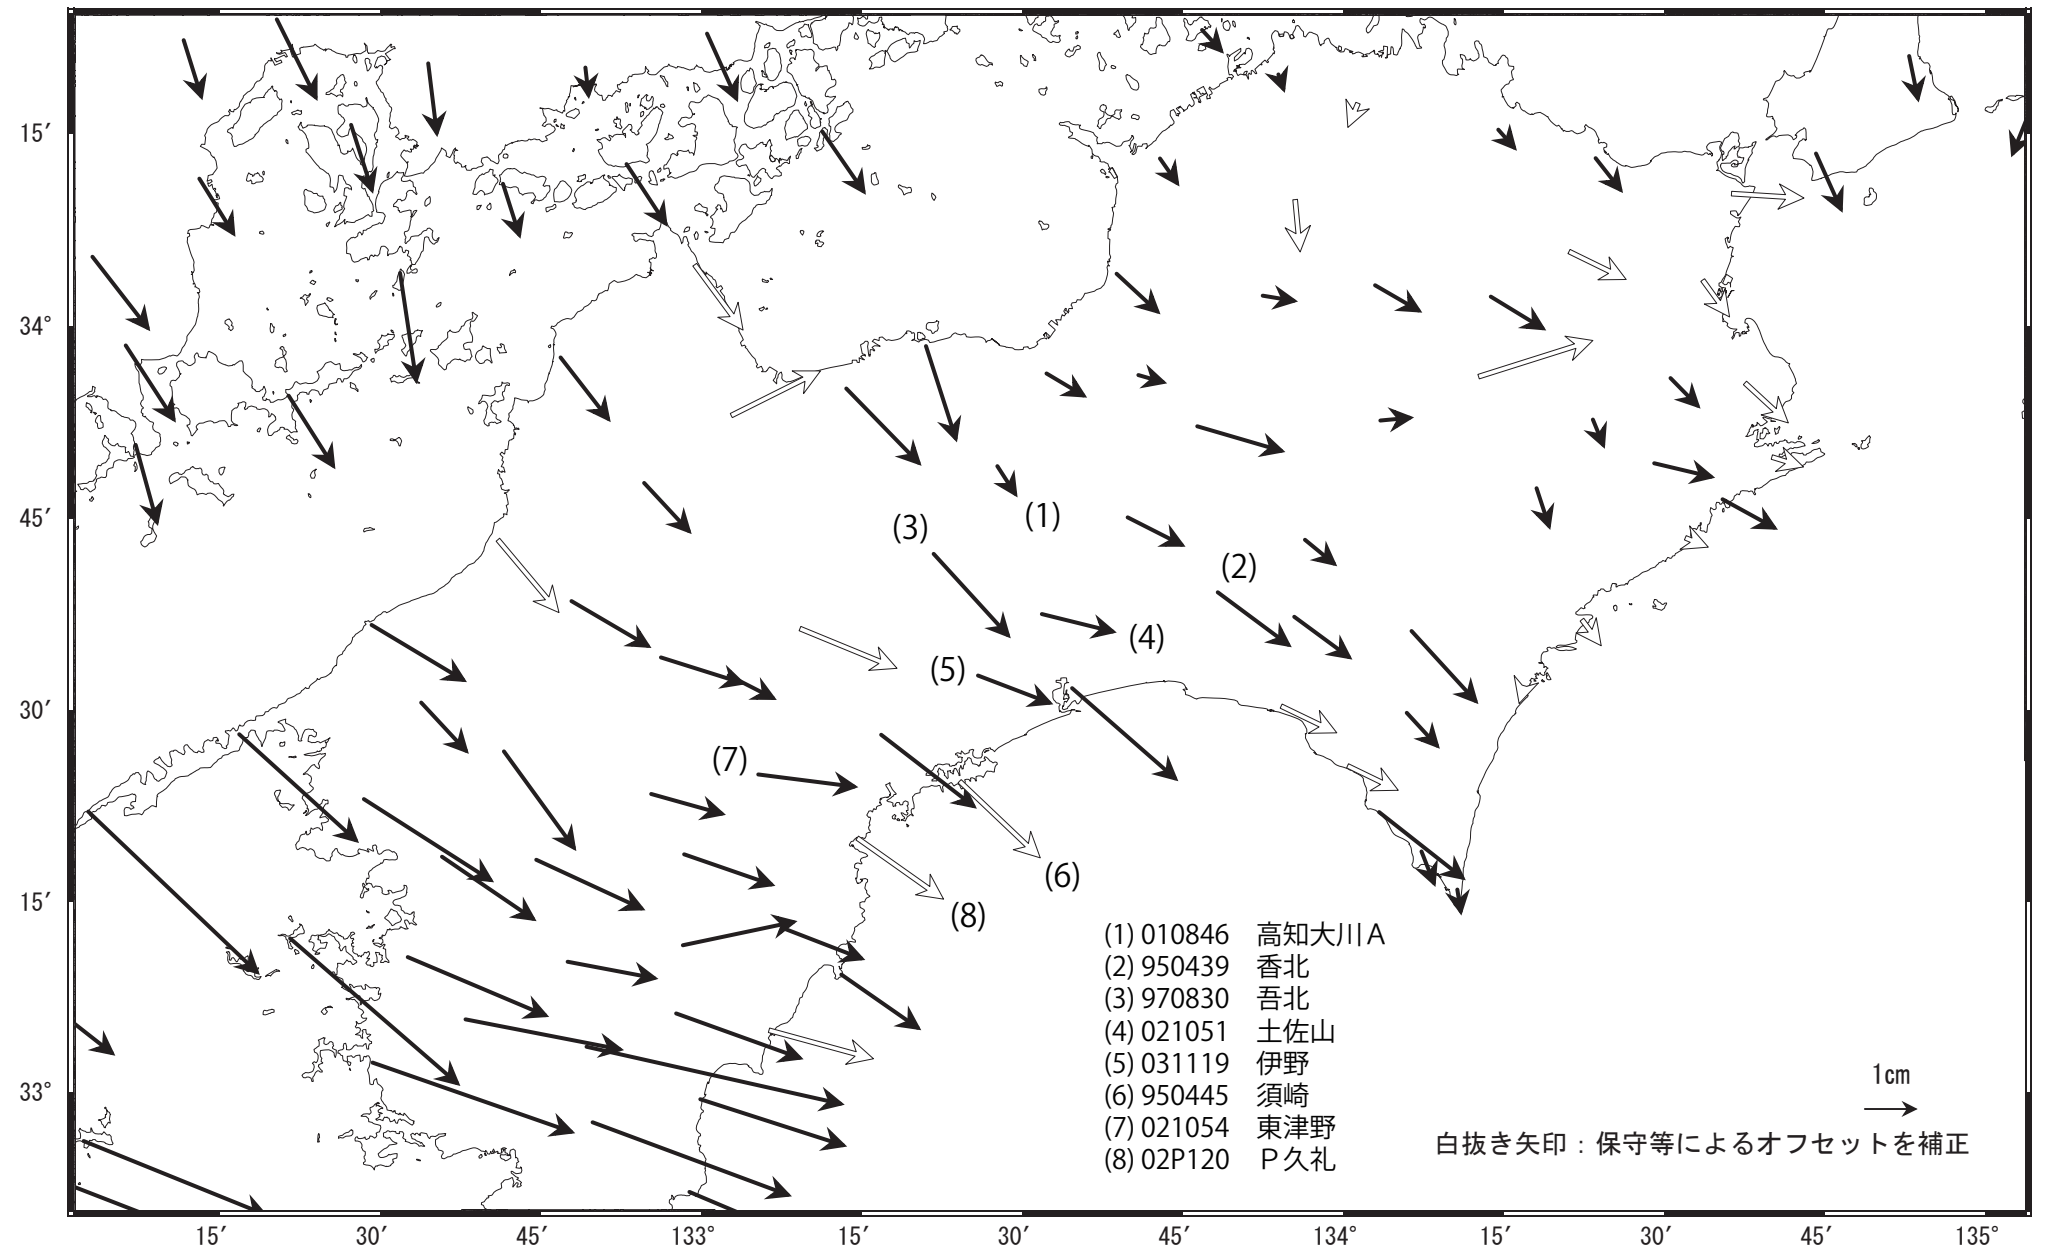 15′
34°
45′
30′
15′
33°
(1)
(2)
(3)
(4)
(5)
(6)
(7)
(8)
(1) 010846 高知大川A
(2) 950439 香北
(3) 970830 吾北
(4) 021051 土佐山
(5) 031119 伊野
(6) 950445 須崎
(7) 021054 東津野
(8) 02P120 P久礼
1cm
白抜き矢印：保守等によるオフセットを補正
15′ 30′ 45′ 133° 15′ 30′ 45′ 134° 15′ 30′ 45′ 135°